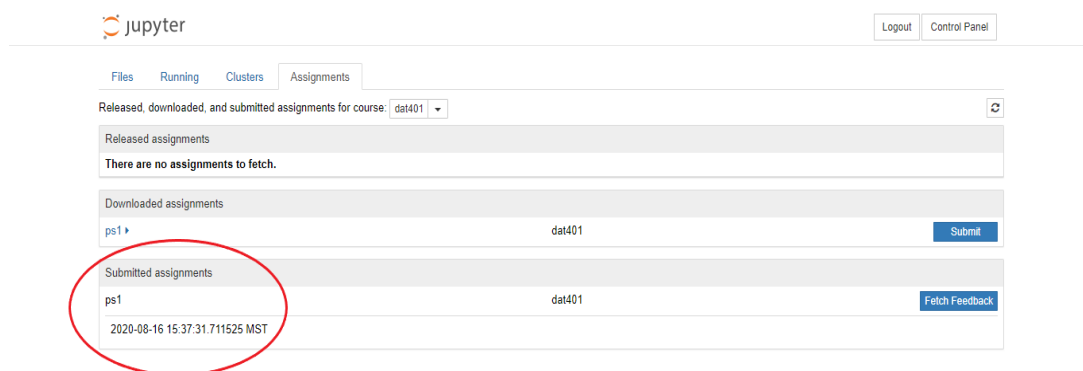 jupyter
Logout Control Panel
Files Running Clusters Assignments
Released, downloaded, and submitted assignments for course: dat401
Released assignments
There are no assignments to fetch.
Downloaded assignments
ps1 dat401 Submit
Submitted assignments
ps1 dat401 Fetch Feedback
2020-08-16 15:37:31.711525 MST